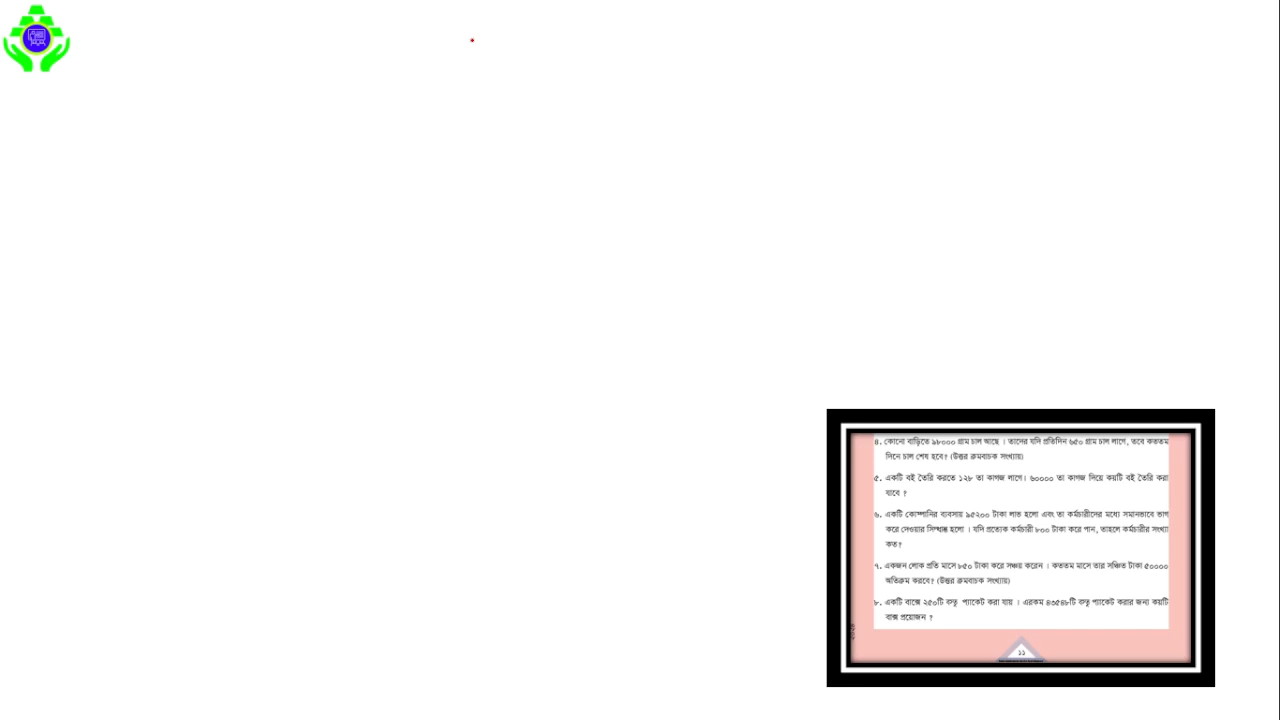 ৪. কোনো বাড়িতে ৯৮০০০ গ্রাম চাল আছে । তাদের যদি প্রতিদিন ৬৫০ গ্রাম চাল লাগে, তবে কততম
দিনে চাল শেষ হবে? (উত্তর ক্রমবাচক সংখ্যায়)
৫. একটি বই তৈরি করতে ১২৮ তা কাগজ লাগে। ৬০০০০ তা কাগজ দিয়ে কয়টি বই তৈরি করা
যাবে ?
৬. একটি কোম্পানির ব্যবসায় ৯৫২০০ টাকা লাভ হলো এবং তা কর্মচারীদের মধ্যে সমানভাবে ভাগ
করে দেওয়ার সিদ্ধান্ত হলো । যদি প্রত্যেক কর্মচারী ৮০০ টাকা করে পান, তাহলে কর্মচারীর সংখ্যা
কত?
৭. একজন লোক প্রতি মাসে ৮৫০ টাকা করে সঞ্চয় করেন । কততম মাসে তার সঞ্চিত টাকা ৫০০০০
অতিক্রম করবে? (উত্তর ক্রমবাচক সংখ্যায়)
৮. একটি বাক্সে ২৫০টি বস্তু প্যাকেট করা যায় । এরকম ৪৩৫৪৮টি বস্তু প্যাকেট করার জন্য কয়টি
বাক্স প্রয়োজন ?
১১